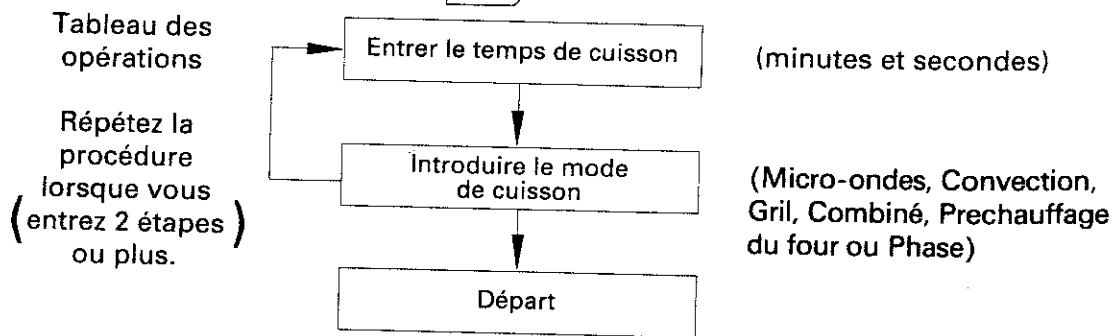 Tableau des
opérations
Entrer le temps de cuisson
(minutes et secondes)
Répétez la
procédure
lorsque vous
(entrez 2 étapes)
ou plus.
Introduire le mode
de cuisson
(Micro-ondes, Convection,
Gril, Combiné, Prechauffage
du four ou Phase)
Départ